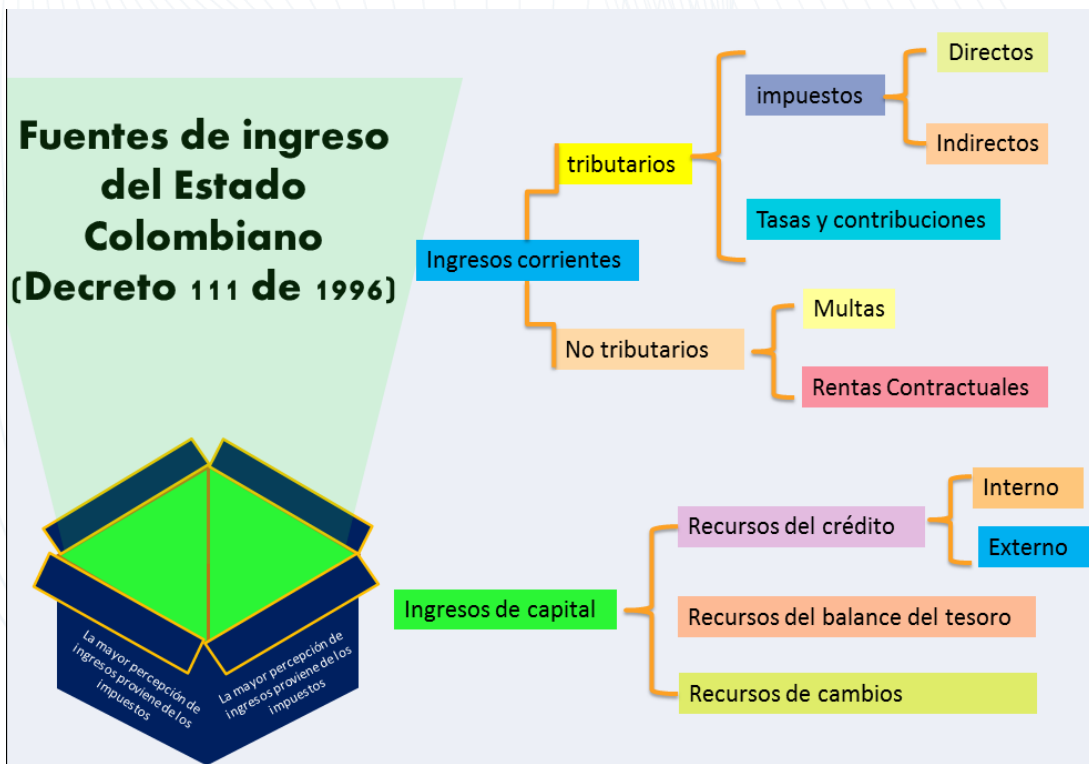 Fuentes de ingreso
del Estado
Colombiano
(Decreto 111 de 1996)
Ingresos corrientes
tributarios
impuestos
Directos
Indirectos
Tasas y contribuciones
No tributarios
Multas
Rentas Contractuales
Ingresos de capital
Recursos del crédito
Interno
Externo
Recursos del balance del tesoro
Recursos de cambios
La mayor percepción de
ingresos proviene de los
impuestos
La mayor percepción de
ingresos proviene de los
impuestos